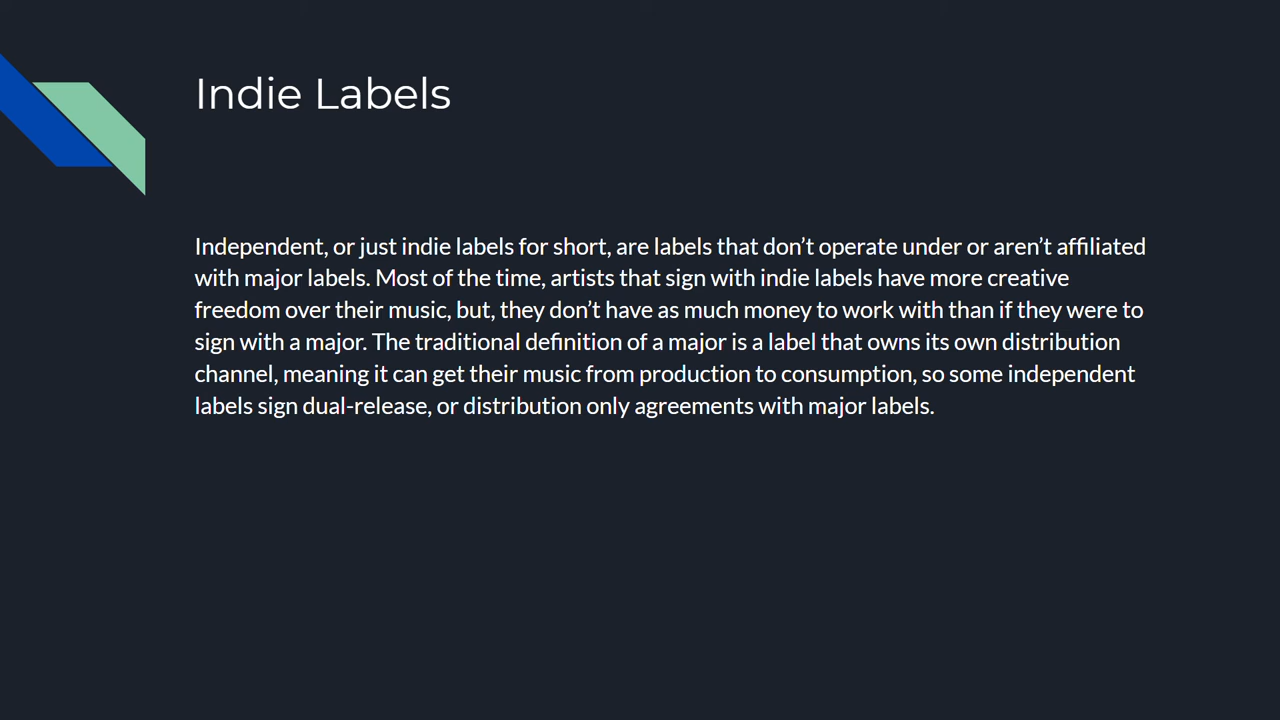 Indie Labels
Independent, or just indie labels for short, are labels that don’t operate under or aren’t affiliated
with major labels. Most of the time, artists that sign with indie labels have more creative
freedom over their music, but, they don’t have as much money to work with than if they were to
sign with a major. The traditional definition of a major is a label that owns its own distribution
channel, meaning it can get their music from production to consumption, so some independent
labels sign dual-release, or distribution only agreements with major labels.